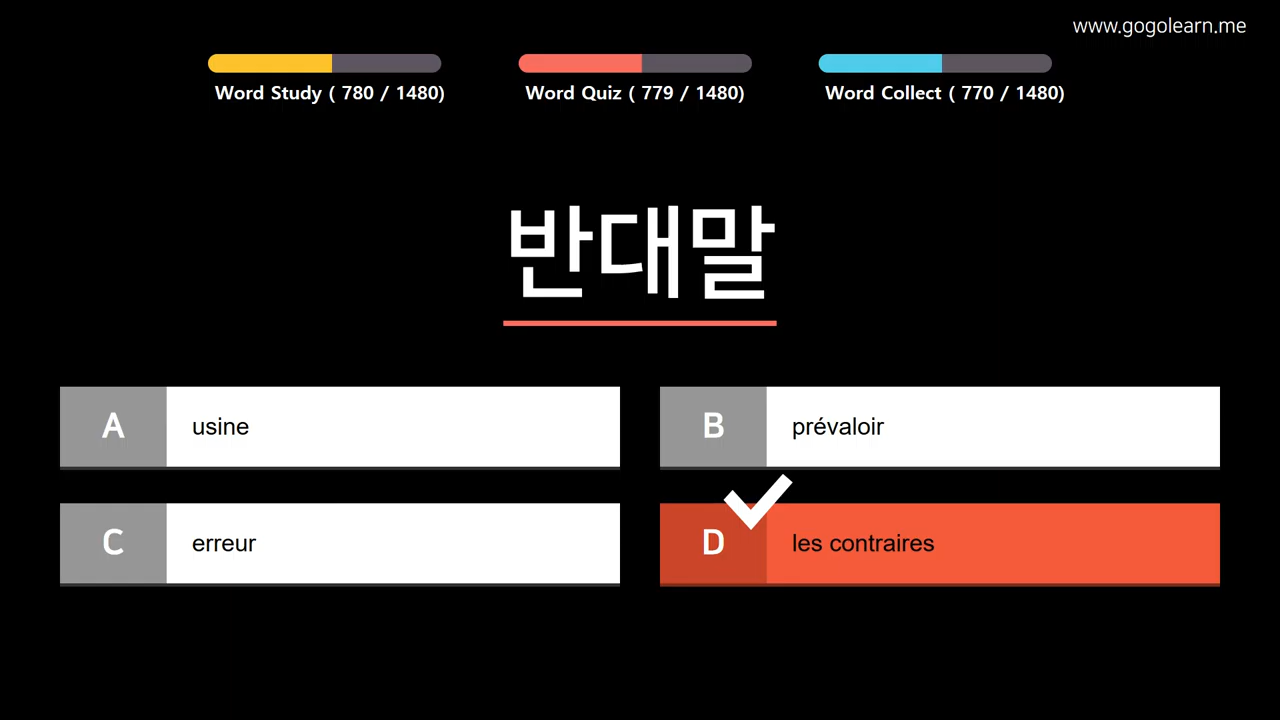 www.gogolearn.me
Word Study ( 780 / 1480)
Word Quiz ( 779 / 1480)
Word Collect ( 770 / 1480)
반대말
A
usine
B
prévaloir
C
erreur
D
les contraires